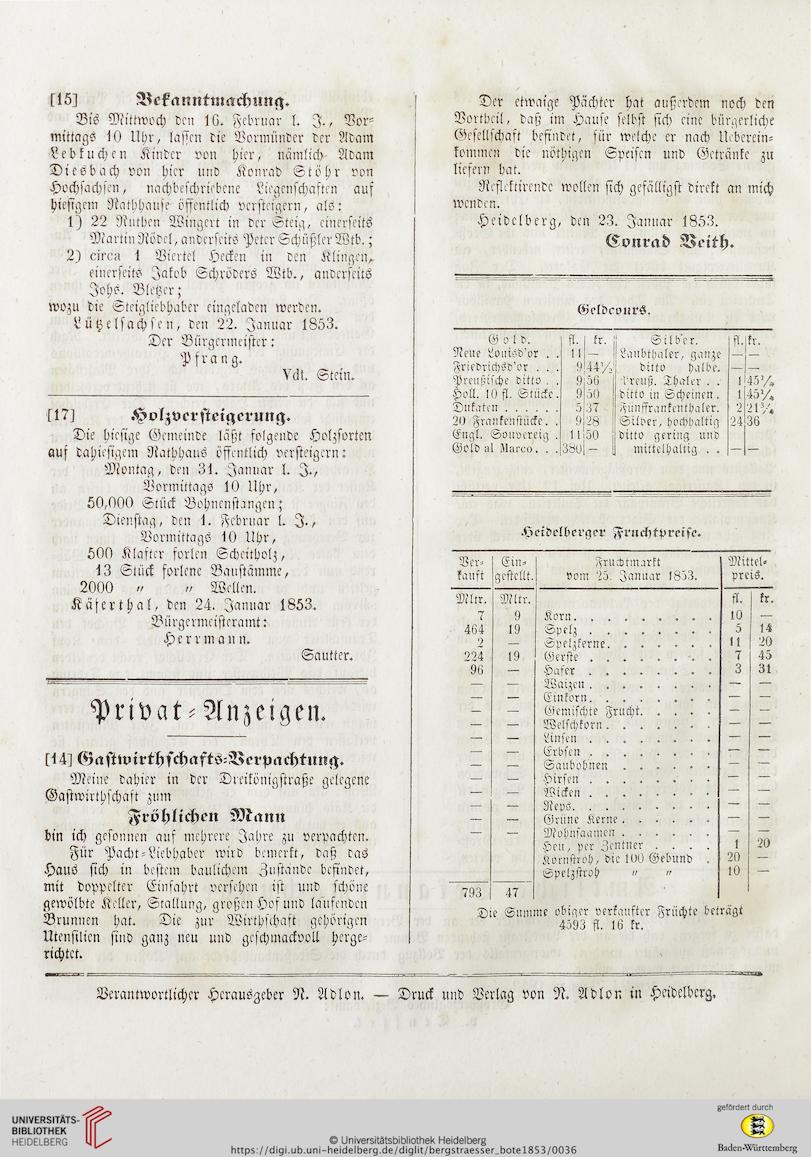 [15] Bekanntmachung.
Bis Mittwoch den 16. Februar l. J., Vor-
mittags 10 Uhr, lassen die Vormünder der Adam
Lebkuchen Kinder von hier, nämlich Adam
Diesbach von hier und Konrad Stöhr von
Hochsachsen, nachbeschriebene Liegenschaften auf
hiesigem Rathhause öffentlich versteigern, als:
1) 22 Ruthen Wingert in der Steig, einerseits
Martin Rödel, anderseits Peter Schüßler Wtb.;
2) circa 1 Viertel Hecken in den Klingen,
einerseits Jakob Schröders Wtb., anderseits
Johs. Bletzer;
wozu die Steigliebhaber eingeladen werden.
Lützelsachsen, den 22. Januar 1853.
Der Bürgermeister:
Pfrang.
Vdt. Stein.
[17] Holzversteigerung.
Die hiesige Gemeinde läßt folgende Holzsorten
auf dahiesigem Rathhaus öffentlich versteigern:
Montag, den 31. Januar l. J.,
Vormittags 10 Uhr,
50,000 Stück Bohnenstangen;
Dienstag, den 1. Februar l. J.,
Vormittags 10 Uhr,
500 Klafter forlen Scheitholz,
13 Stück forlene Baustämme,
2000 " " Wellen.
Käferthal, den 24. Januar 1853.
Bürgermeisteramt:
Herrmann.
Sautter.
Privat-Anzeigen.
[14] Gastwirthschafts-Verpachtung.
Meine dahier in der Dreikönigstraße gelegene
Gastwirthschaft zum
Fröhlichen Mann
bin ich gesonnen auf mehrere Jahre zu verpachten.
Für Pacht-Liebhaber wird bemerkt, daß das
Haus sich in bestem baulichem Zustande befindet,
mit doppelter Einfahrt versehen ist und schöne
gewölbte Keller, Stallung, großen Hof und laufenden
Brunnen hat. Die zur Wirthschaft gehörigen
Utensilien sind ganz neu und geschmackvoll herge-
richtet.
Der etwaige Pächter hat außerdem noch den
Vortheil, daß im Hause selbst sich eine bürgerliche
Gesellschaft befindet, für welche er nach Ueberein-
kommen die nöthigen Speisen und Getränke zu
liefern hat.
Reflektirende wollen sich gefälligst direkt an mich
wenden.
Heidelberg, den 23. Januar 1853.
Conrad Veith.
Geldcours.
Gold. fl. kr. Silber. fl. kr.
Neue Louisd'or . . 11 — Laubthaler, ganze — —
Friedrichsd'or . . . 9 44½ ditto halbe. — —
Preußische ditto . . 9 56 Preuß. Thaler . . 1 45¼
Holl. 10 fl. Stücke. 9 50 ditto in Scheinen. 1 45¼
Dukaten . . . . . . 5 37 Fünffrankenthaler. 2 21¼
20 Frankenstücke. . 9 28 Silber, hochhaltig 24 36
Engl. Souvereig . 11 50 ditto gering und
Gold al Marco. . . 380 — mittelhaltig . . — —
Heidelberger Fruchtpreise.
Ver- Ein- Fruchtmarkt Mittel-
kauft gestellt. vom 25. Januar 1853. preis.
Mltr. Mltr. fl. kr.
7 9 Korn. . . . . . . . . 10 —
464 19 Spelz . . . . . . . . 5 14
2 — Spelzkerne. . . . . . . 11 20
224 19 Gerste . . . . . . . . 7 45
96 — Hafer . . . . . . . . 3 31
— — Waizen . . . . . . . . — —
— — Einkorn. . . . . . . . — —
— — Gemischte Frucht. . . . . — —
— — Welschkorn . . . . . . . — —
— — Linsen . . . . . . . . — —
— — Erbsen . . . . . . . . — —
— — Saubohnen . . . . . . — —
— — Hirsen . . . . . . . . — —
— — Wicken . . . . . . . . — —
— — Reps. . . . . . . . . — —
— — Grüne Kerne. . . . . . . — —
— — Mohnsaamen . . . . . . — —
Heu, per Zentner . . . . 1 20
Kornstroh, die 100 Gebund . 20 —
Spelzstroh " " 10 —
793 47
Die Summe obiger verkaufter Früchte beträgt
4593 fl. 16 kr.
Verantwortlicher Herausgeber N. Adlon. — Druck und Verlag von N. Adlon in Heidelberg.
UNIVERSITÄTS-
BIBLIOTHEK
HEIDELBERG
© Universitätsbibliothek Heidelberg
https://digi.ub.uni-heidelberg.de/diglit/bergstraesser_bote1853/0036
gefördert durch
Baden-Württemberg